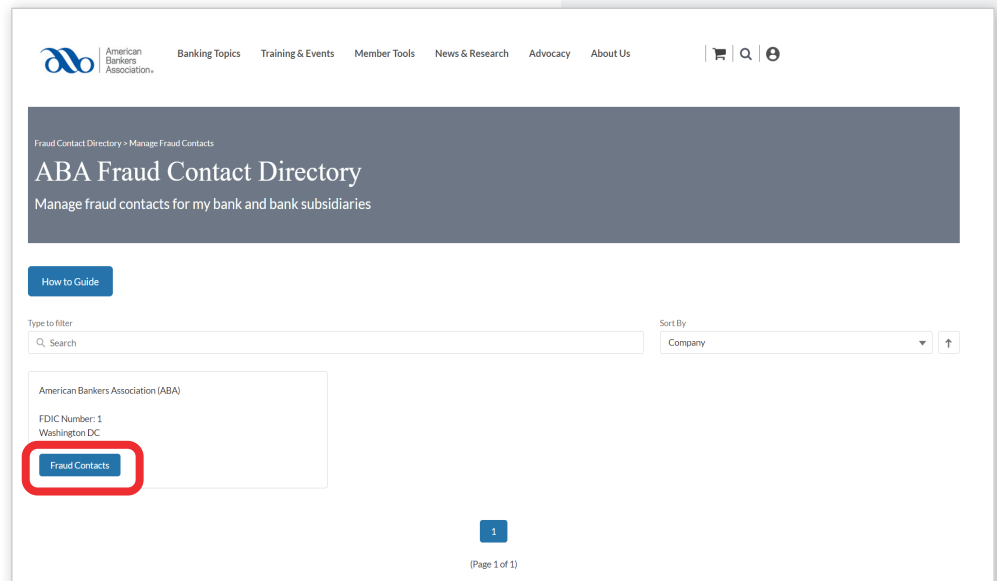 American
Bankers
Association®
Banking Topics Training & Events Member Tools News & Research Advocacy About Us
Fraud Contact Directory > Manage Fraud Contacts
ABA Fraud Contact Directory
Manage fraud contacts for my bank and bank subsidiaries
How to Guide
Type to filter
Sort By
Search
Company
American Bankers Association (ABA)
FDIC Number: 1
Washington DC
Fraud Contacts
1
(Page 1 of 1)